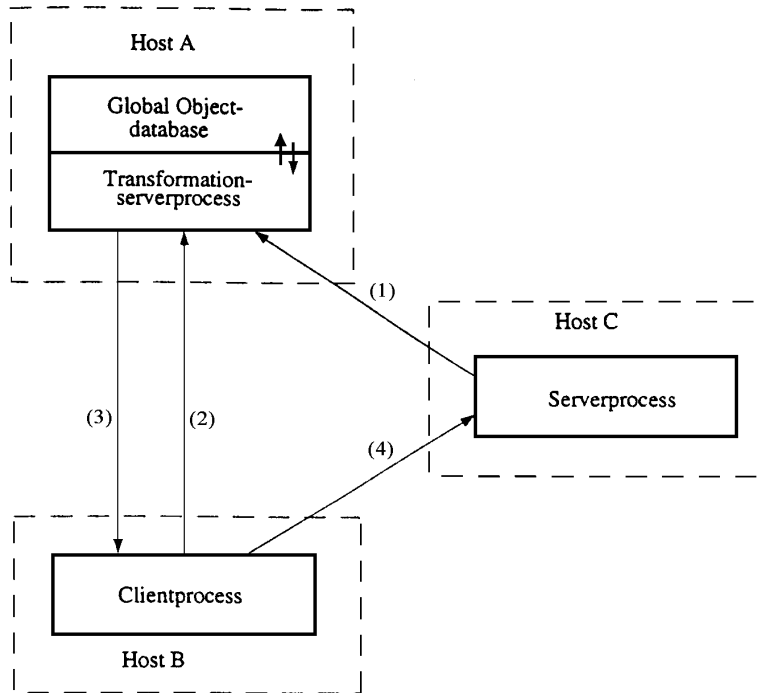 Host A
Global Object-
database
Transformation-
serverprocess
(1)
Host C
Serverprocess
(3)
(2)
(4)
Clientprocess
Host B